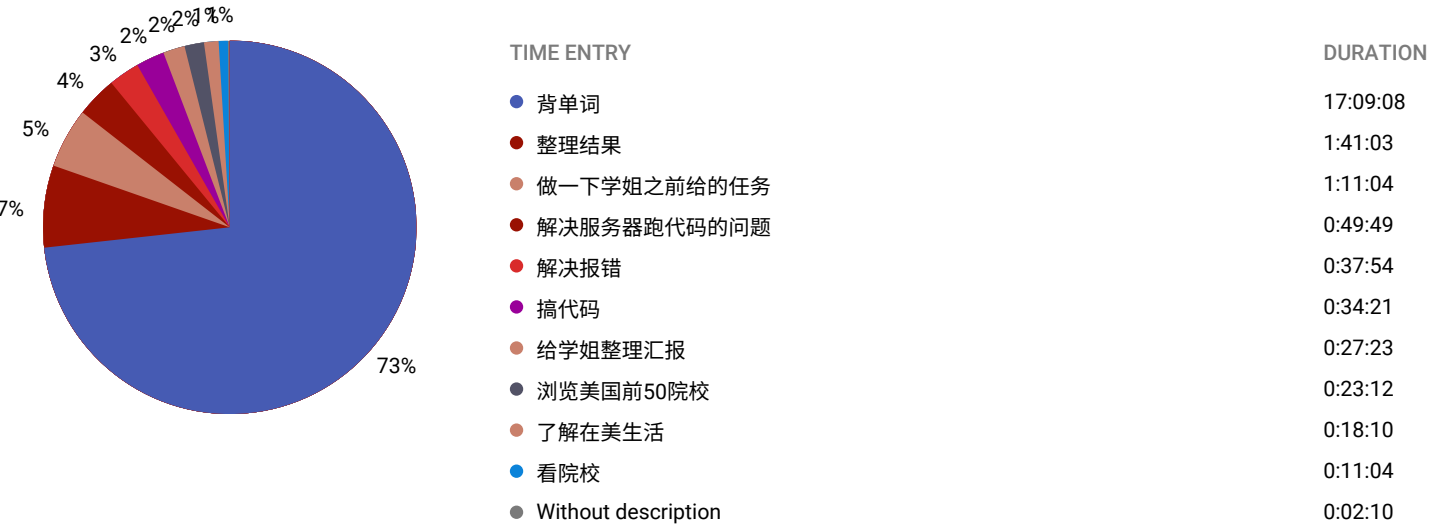 2%
2%
2%
1%
1%
3%
4%
5%
7%
73%
TIME ENTRY DURATION
背单词 17:09:08
整理结果 1:41:03
做一下学姐之前给的任务 1:11:04
解决服务器跑代码的问题 0:49:49
解决报错 0:37:54
搞代码 0:34:21
给学姐整理汇报 0:27:23
浏览美国前50院校 0:23:12
了解在美生活 0:18:10
看院校 0:11:04
Without description 0:02:10